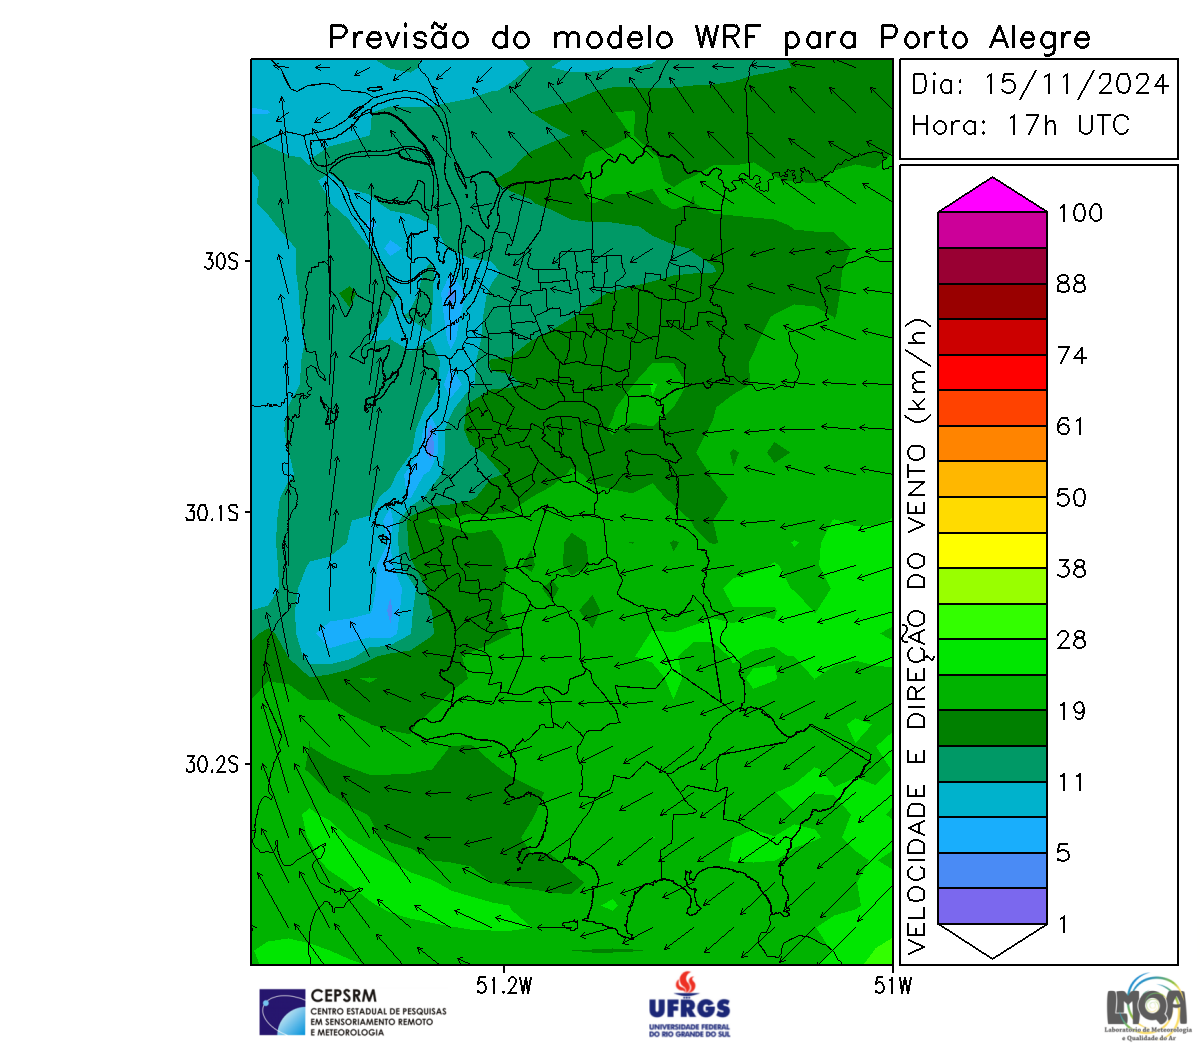 Previsão do modelo WRF para Porto Alegre
Dia: 15/11/2024
Hora: 17h UTC
30S
30.1S
30.2S
51.2W
51W
VELOCIDADE E DIREÇÃO DO VENTO (km/h)
100
88
74
61
50
38
28
19
11
5
1
CEPSRM
CENTRO ESTADUAL DE PESQUISAS
EM SENSORIAMENTO REMOTO
E METEOROLOGIA
UFRGS
UNIVERSIDADE FEDERAL
DO RIO GRANDE DO SUL
LMQA
Laboratório de Meteorologia
e Qualidade do Ar